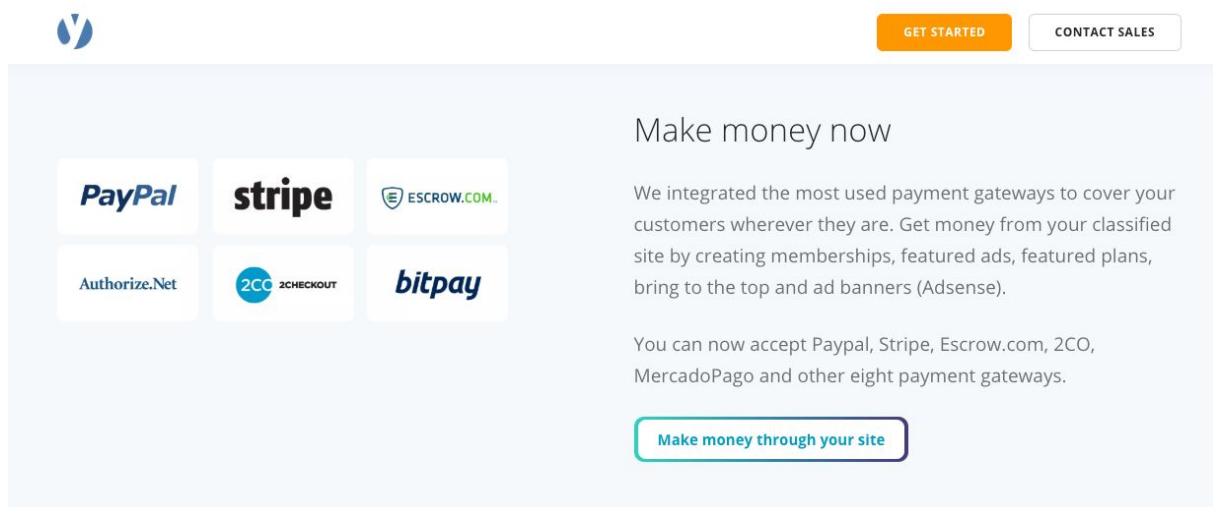 GET STARTED
CONTACT SALES
PayPal
stripe
ESCROW.COM
Authorize.Net
2CO 2CHECKOUT
bitpay
Make money now
We integrated the most used payment gateways to cover your
customers wherever they are. Get money from your classified
site by creating memberships, featured ads, featured plans,
bring to the top and ad banners (Adsense).
You can now accept Paypal, Stripe, Escrow.com, 2CO,
MercadoPago and other eight payment gateways.
Make money through your site